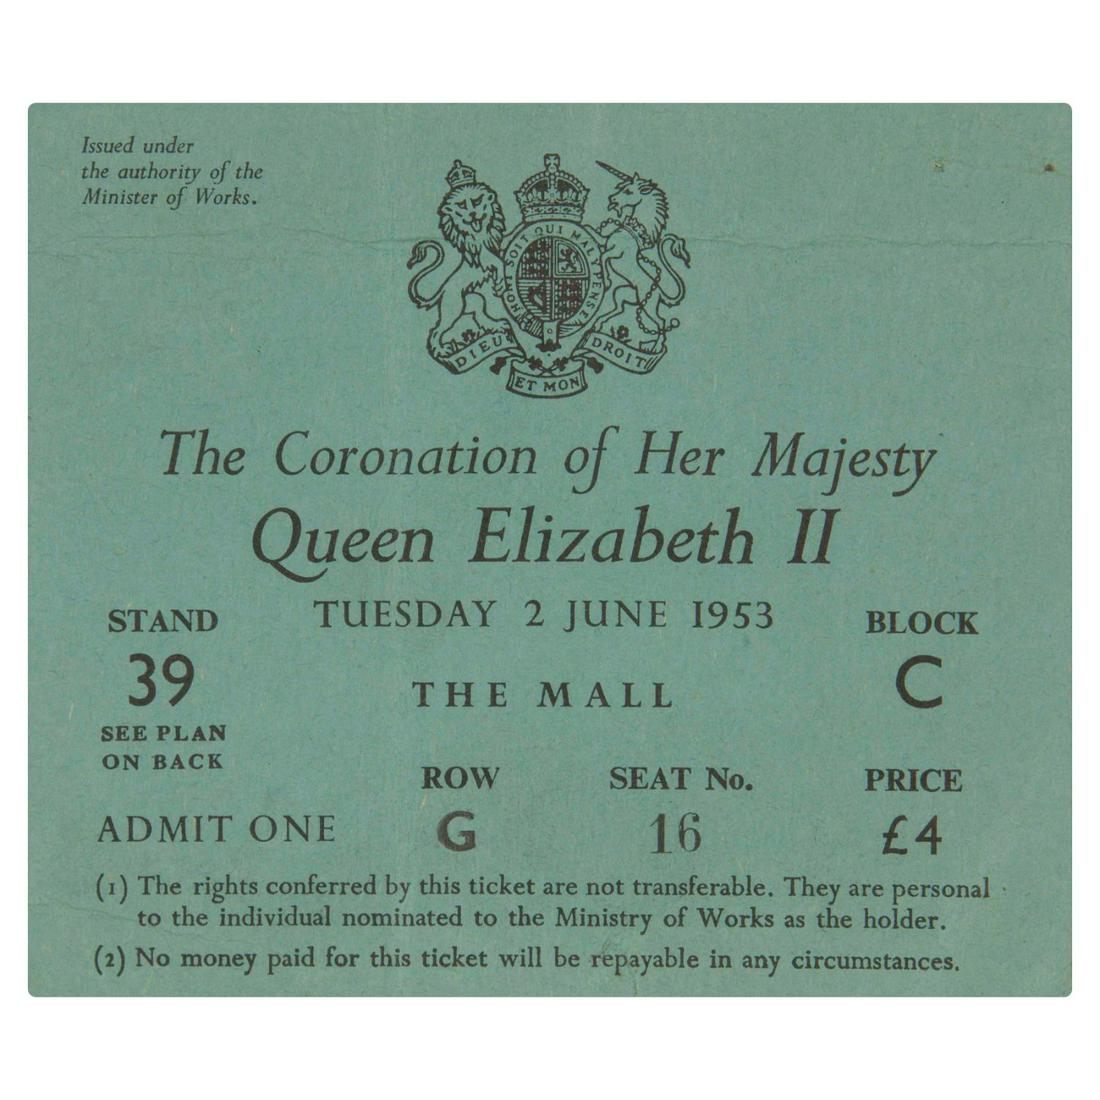 Issued under
the authority of the
Minister of Works.
HONI SOIT QUI MAL Y PENSE
DIEU ET MON DROIT
The Coronation of Her Majesty
Queen Elizabeth II
TUESDAY 2 JUNE 1953
STAND
39
SEE PLAN
ON BACK
THE MALL
BLOCK
C
ADMIT ONE
ROW
G
SEAT No.
16
PRICE
£4
(1) The rights conferred by this ticket are not transferable. They are personal
to the individual nominated to the Ministry of Works as the holder.
(2) No money paid for this ticket will be repayable in any circumstances.